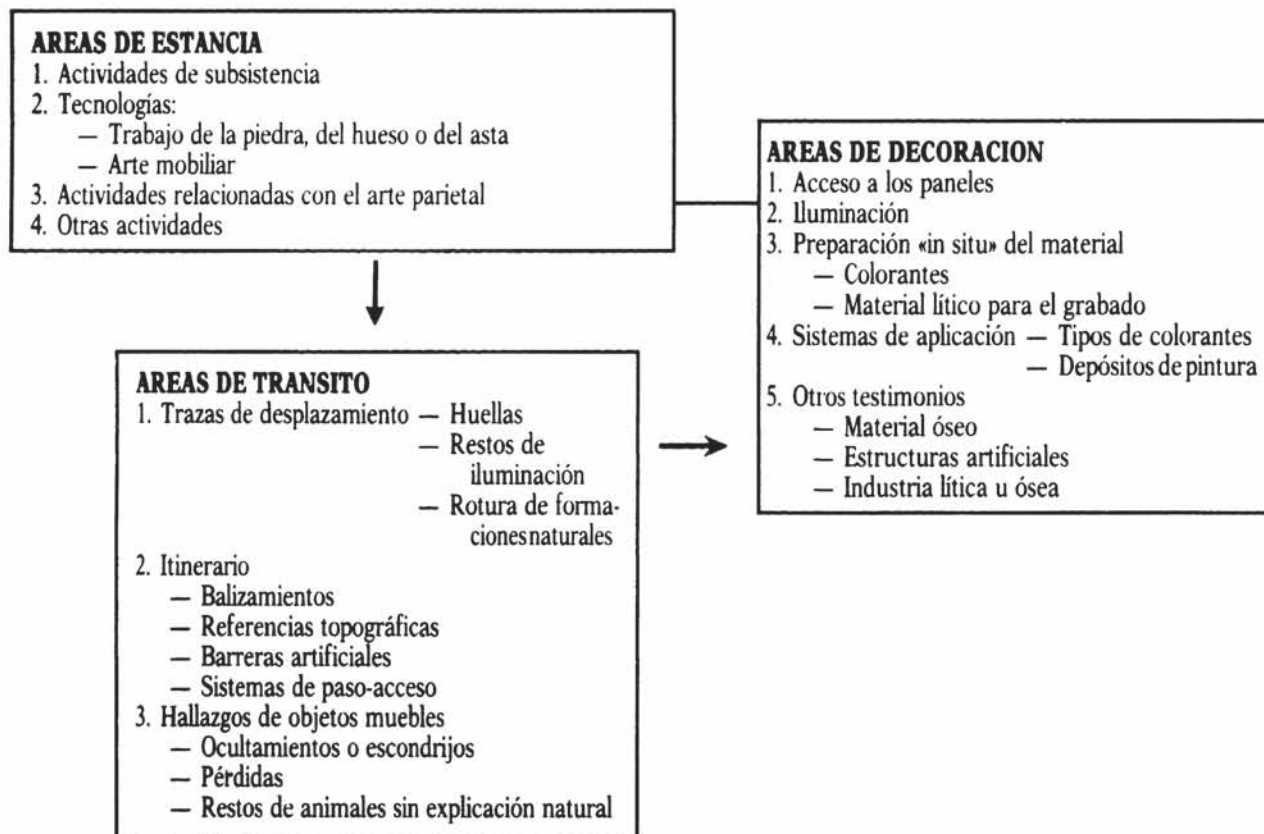 AREAS DE ESTANCIA
1. Actividades de subsistencia
2. Tecnologías:
— Trabajo de la piedra, del hueso o del asta
— Arte mobiliar
3. Actividades relacionadas con el arte parietal
4. Otras actividades
AREAS DE TRANSITO
1. Trazas de desplazamiento — Huellas
— Restos de
iluminación
— Rotura de forma-
ciones naturales
2. Itinerario
— Balizamientos
— Referencias topográficas
— Barreras artificiales
— Sistemas de paso-acceso
3. Hallazgos de objetos muebles
— Ocultamientos o escondrijos
— Pérdidas
— Restos de animales sin explicación natural
AREAS DE DECORACION
1. Acceso a los paneles
2. Iluminación
3. Preparación «in situ» del material
— Colorantes
— Material lítico para el grabado
4. Sistemas de aplicación — Tipos de colorantes
— Depósitos de pintura
5. Otros testimonios
— Material óseo
— Estructuras artificiales
— Industria lítica u ósea